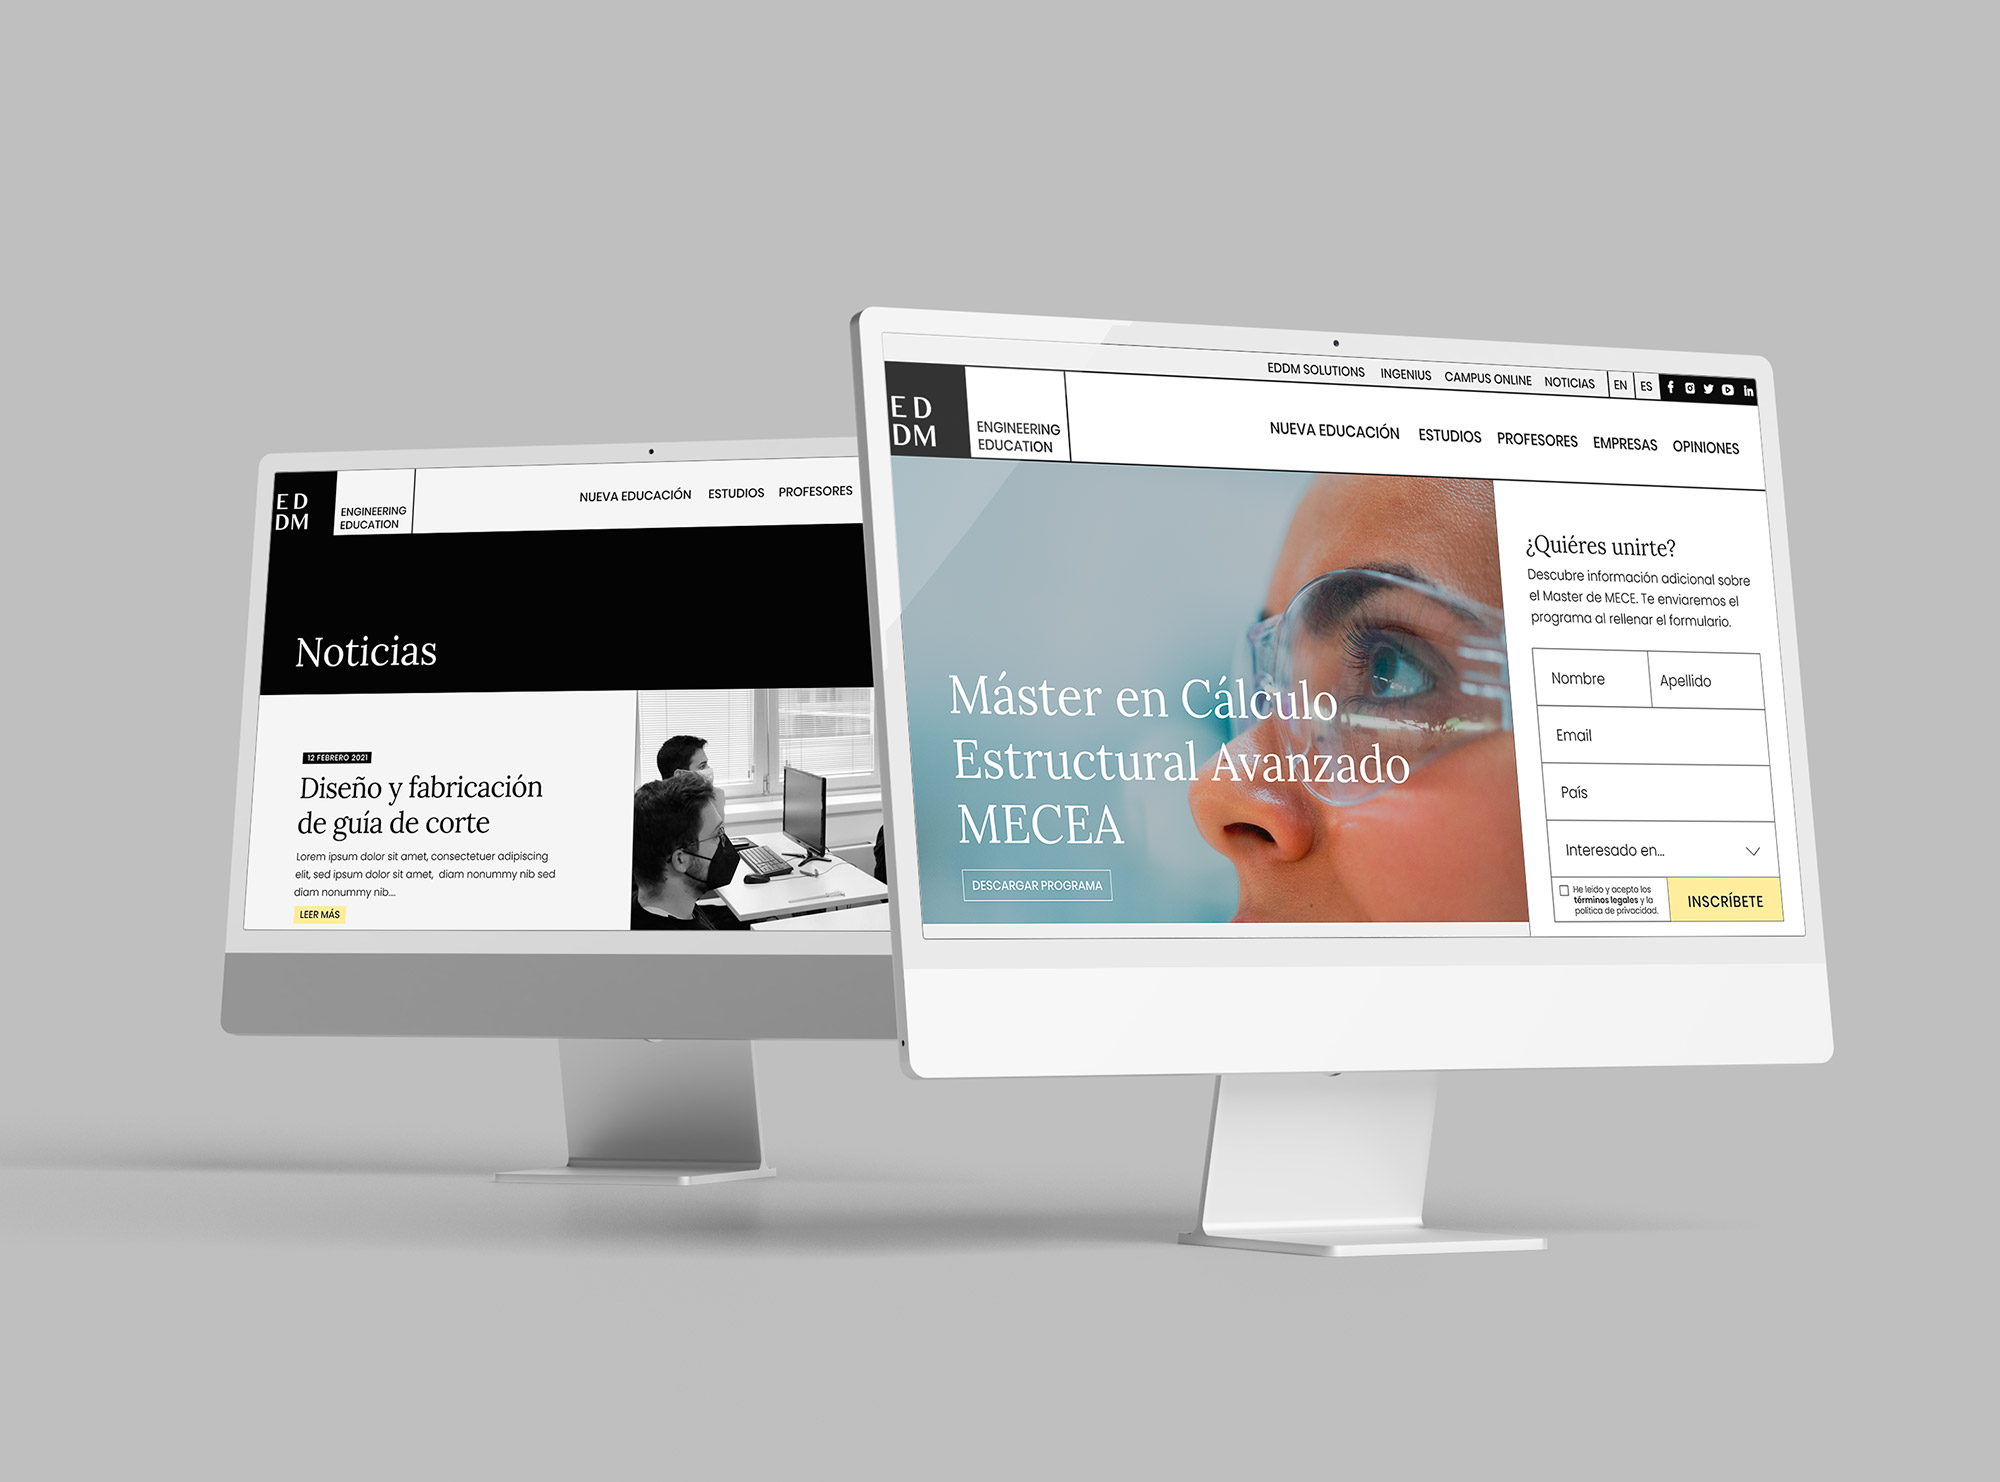 ED
DM
ENGINEERING
EDUCATION
NUEVA EDUCACIÓN ESTUDIOS PROFESORES
Noticias
12 FEBRERO 2021
Diseño y fabricación
de guía de corte
Lorem ipsum dolor sit amet, consectetuer adipiscing
elit, sed ipsum dolor sit amet, diam nonummy nib sed
diam nonummy nib...
LEER MÁS
EDDM SOLUTIONS INGENIUS CAMPUS ONLINE NOTICIAS EN ES
ED
DM
ENGINEERING
EDUCATION
NUEVA EDUCACIÓN ESTUDIOS PROFESORES EMPRESAS OPINIONES
Máster en Cálculo
Estructural Avanzado
MECEA
DESCARGAR PROGRAMA
¿Quiéres unirte?
Descubre información adicional sobre
el Master de MECE. Te enviaremos el
programa al rellenar el formulario.
Nombre Apellido
Email
País
Interesado en...
He leido y acepto los
términos legales y la
política de privacidad.
INSCRÍBETE